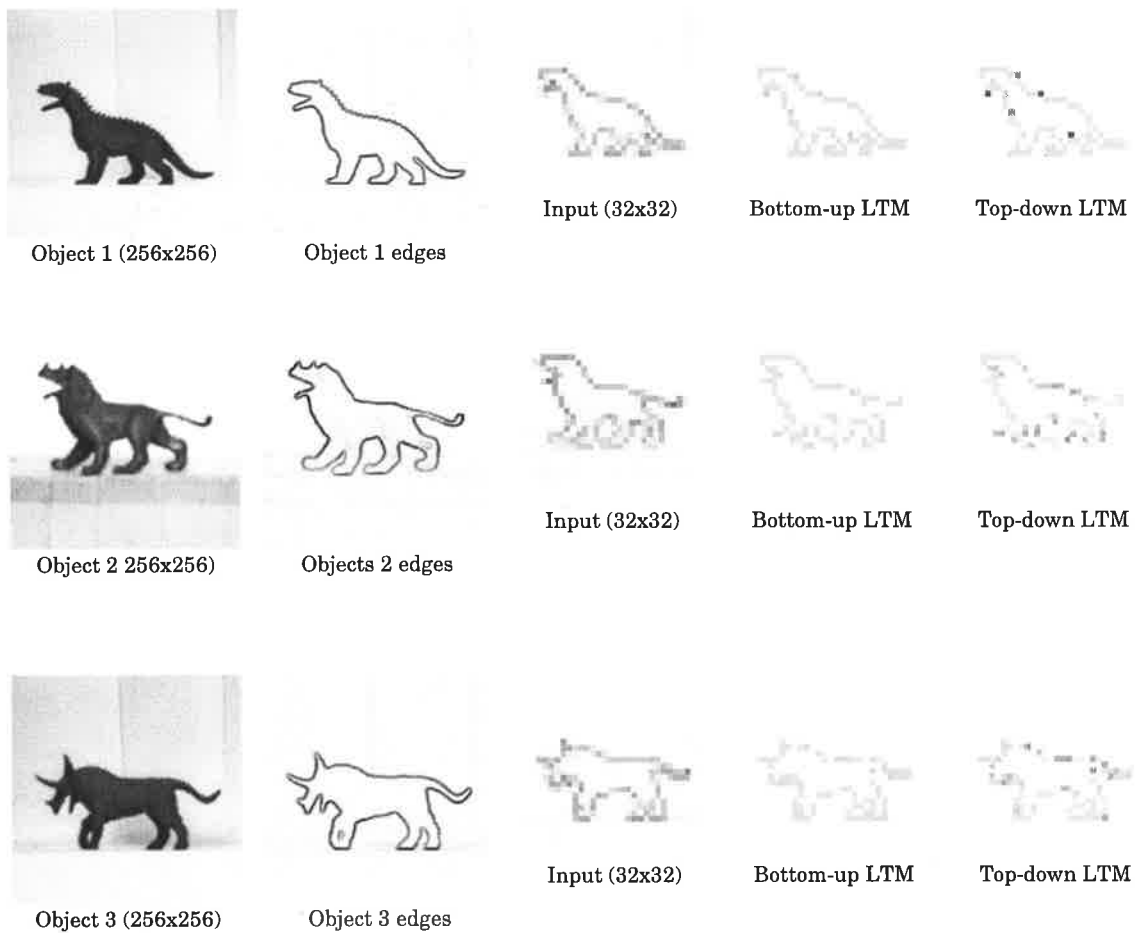 Input (32x32)
Bottom-up LTM
Top-down LTM
Object 1 (256x256)
Object 1 edges
Input (32x32)
Bottom-up LTM
Top-down LTM
Object 2 256x256)
Objects 2 edges
Input (32x32)
Bottom-up LTM
Top-down LTM
Object 3 (256x256)
Object 3 edges